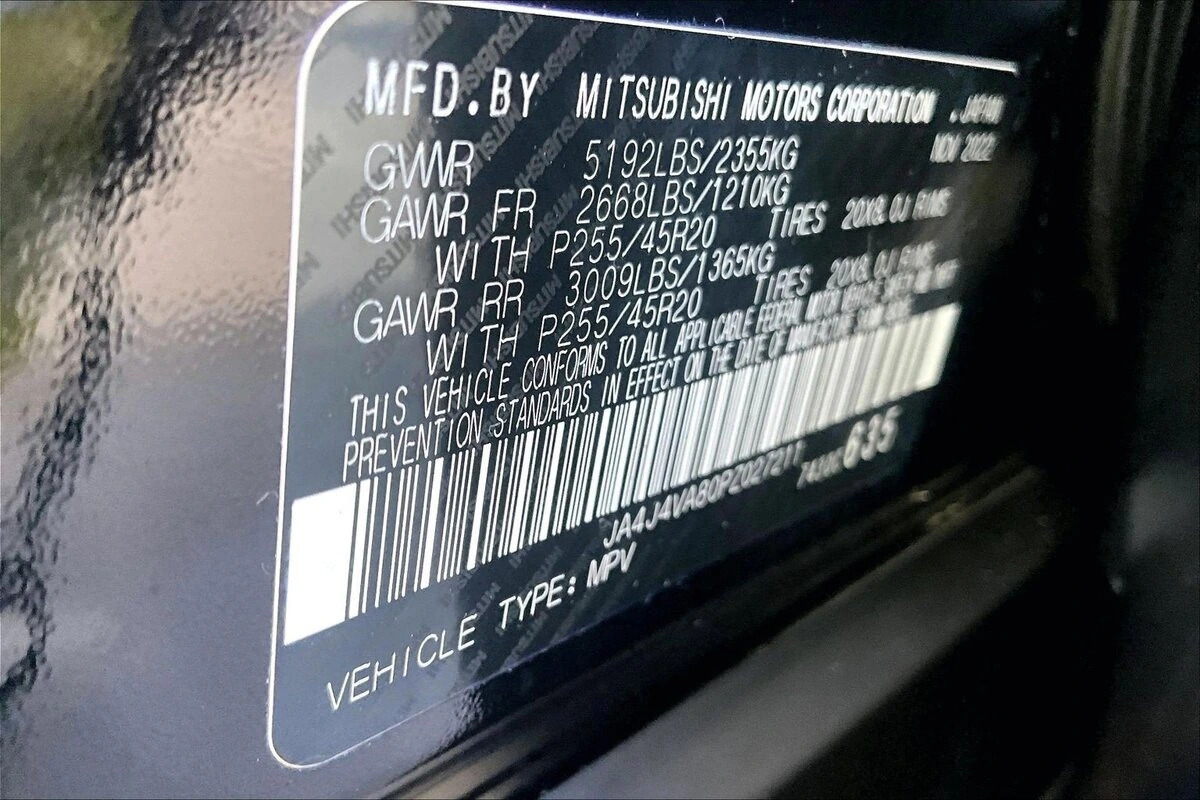 MFD.BY MITSUBISHI MOTORS CORPORATION , JAPAN
NOV 2022
GVWR 5192LBS/2355KG
GAWR FR 2668LBS/1210KG
WITH P255/45R20 TIRES 20X8.0J RIMS
GAWR RR 3009LBS/1365KG
WITH P255/45R20 TIRES 20X8.0J RIMS
THIS VEHICLE CONFORMS TO ALL APPLICABLE FEDERAL MOTOR VEHICLE SAFETY AND THEFT
PREVENTION STANDARDS IN EFFECT ON THE DATE OF MANUFACTURE SHOWN ABOVE.
JA4J4VA80PZ027211
635
VEHICLE TYPE: MPV